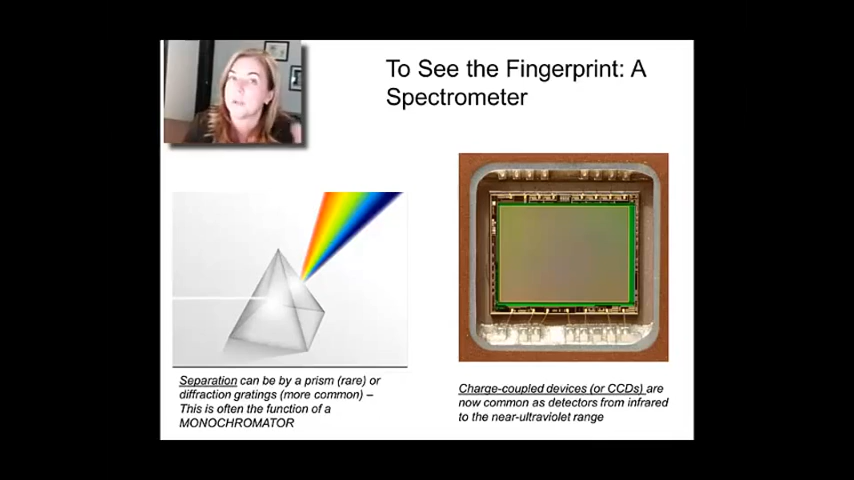 To See the Fingerprint: A
Spectrometer
Separation can be by a prism (rare) or
diffraction gratings (more common) –
This is often the function of a
MONOCHROMATOR
Charge-coupled devices (or CCDs) are
now common as detectors from infrared
to the near-ultraviolet range